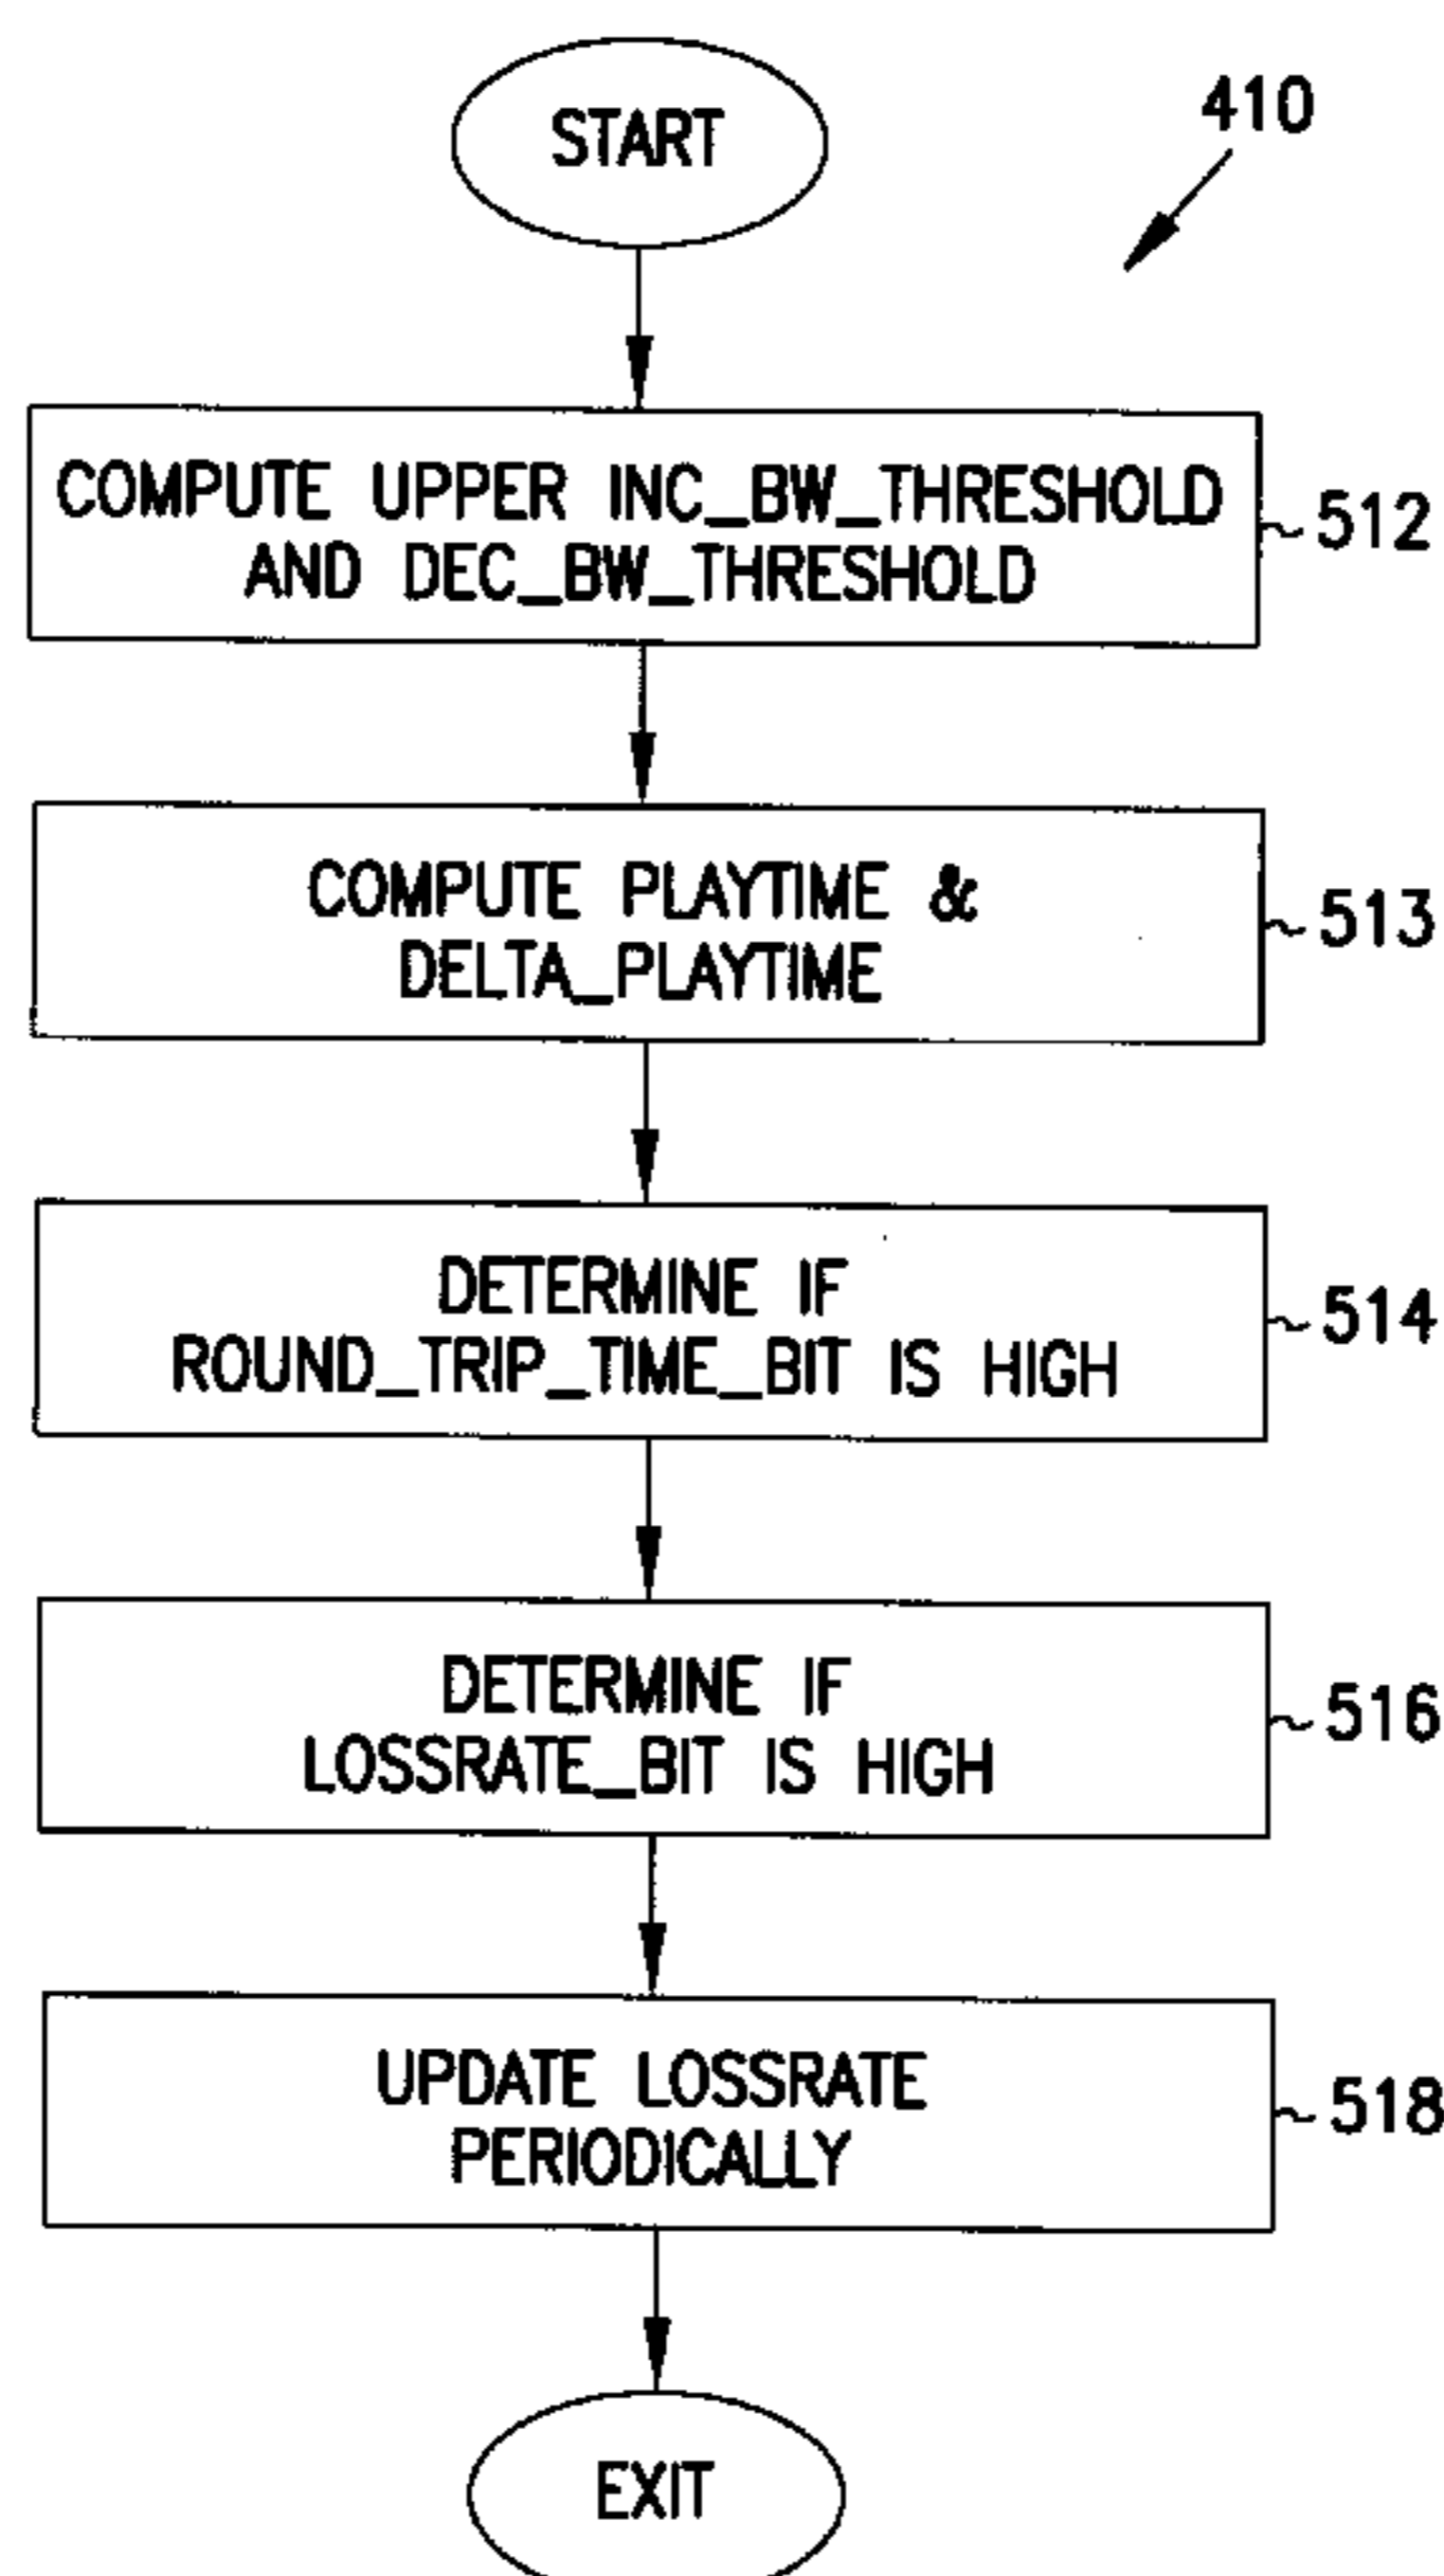 START
410
COMPUTE UPPER INC_BW_THRESHOLD
AND DEC_BW_THRESHOLD
512
COMPUTE PLAYTIME &
DELTA_PLAYTIME
513
DETERMINE IF
ROUND_TRIP_TIME_BIT IS HIGH
514
DETERMINE IF
LOSSRATE_BIT IS HIGH
516
UPDATE LOSSRATE
PERIODICALLY
518
EXIT